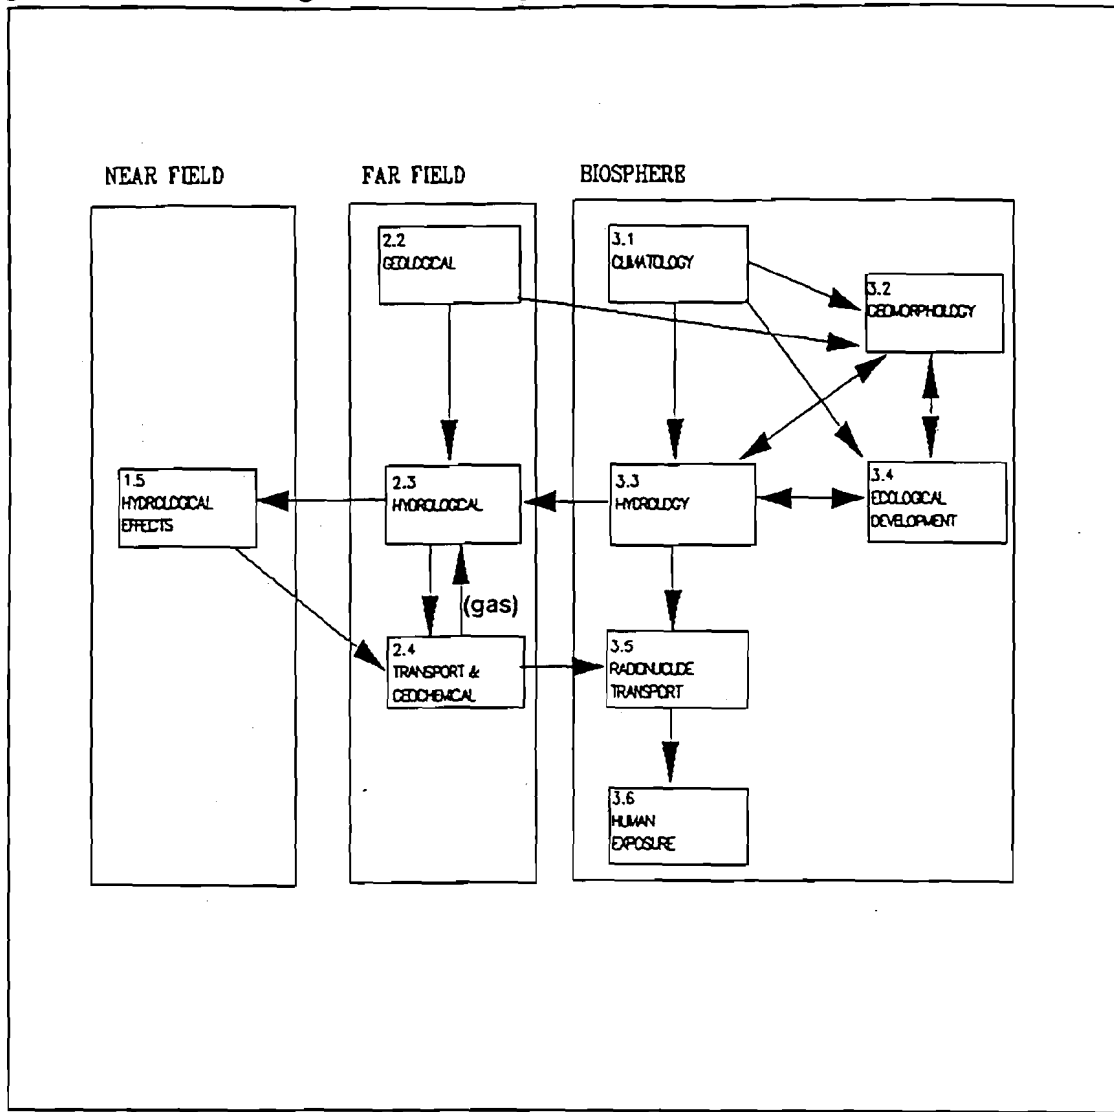 NEAR FIELD
FAR FIELD
BIOSPHERE
2.2
GEOLOGICAL
3.1
CLIMATOLOGY
3.2
GEOMORPHOLOGY
1.5
HYDROLOGICAL
EFFECTS
2.3
HYDROLOGICAL
3.3
HYDROLOGY
3.4
ECOLOGICAL
DEVELOPMENT
(gas)
2.4
TRANSPORT &
GEOCHEMICAL
3.5
RADIONUCLIDE
TRANSPORT
3.6
HUMAN
EXPOSURE